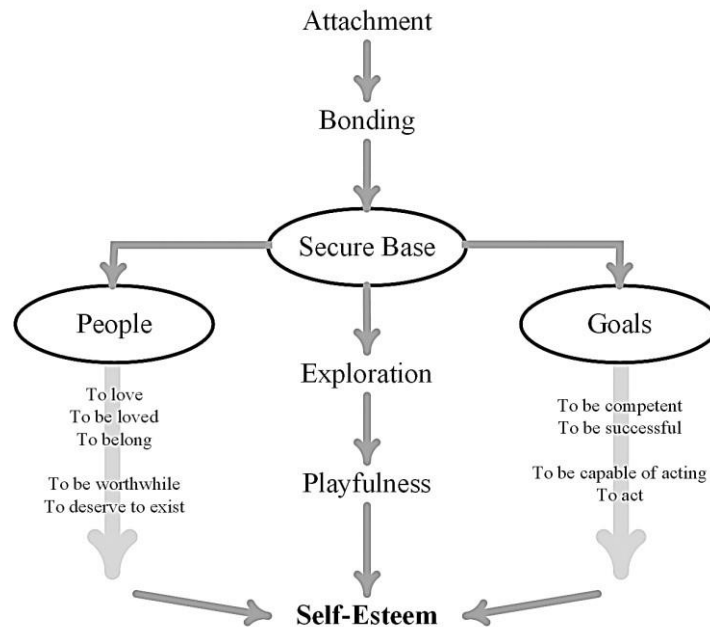 Attachment
Bonding
Secure Base
People
Goals
To love
To be loved
To belong
To be worthwhile
To deserve to exist
Exploration
Playfulness
To be competent
To be successful
To be capable of acting
To act
Self-Esteem